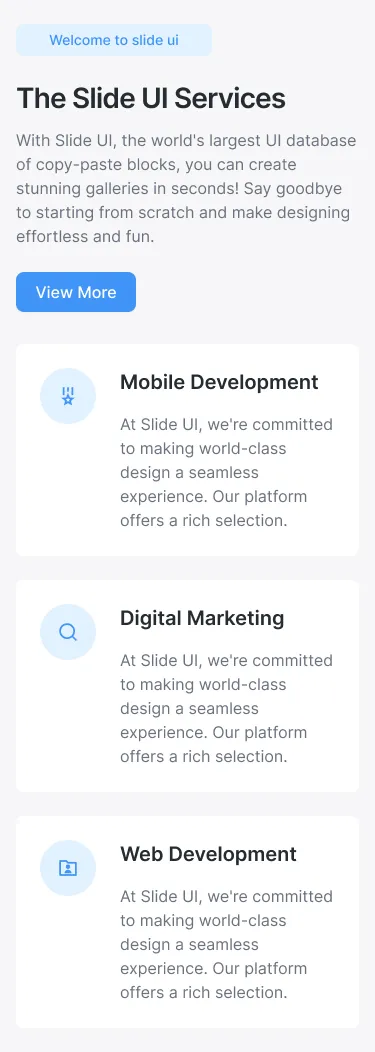 Welcome to slide ui
The Slide UI Services
With Slide UI, the world's largest UI database
of copy-paste blocks, you can create
stunning galleries in seconds! Say goodbye
to starting from scratch and make designing
effortless and fun.
View More
Mobile Development
At Slide UI, we're committed
to making world-class
design a seamless
experience. Our platform
offers a rich selection.
Digital Marketing
At Slide UI, we're committed
to making world-class
design a seamless
experience. Our platform
offers a rich selection.
Web Development
At Slide UI, we're committed
to making world-class
design a seamless
experience. Our platform
offers a rich selection.